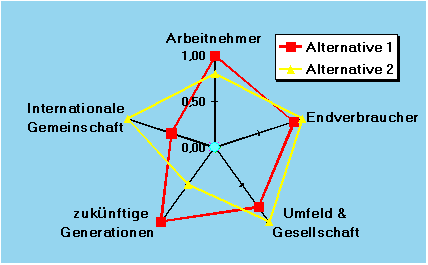 Arbeitnehmer
1,00
Alternative 1
Alternative 2
Internationale
Gemeinschaft
0,50
Endverbraucher
0,00
zukünftige
Generationen
Umfeld &
Gesellschaft